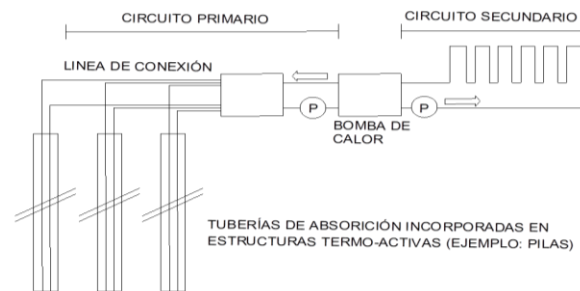 CIRCUITO PRIMARIO
CIRCUITO SECUNDARIO
LINEA DE CONEXIÓN
P
P
BOMBA DE
CALOR
TUBERÍAS DE ABSORICIÓN INCORPORADAS EN
ESTRUCTURAS TERMO-ACTIVAS (EJEMPLO: PILAS)